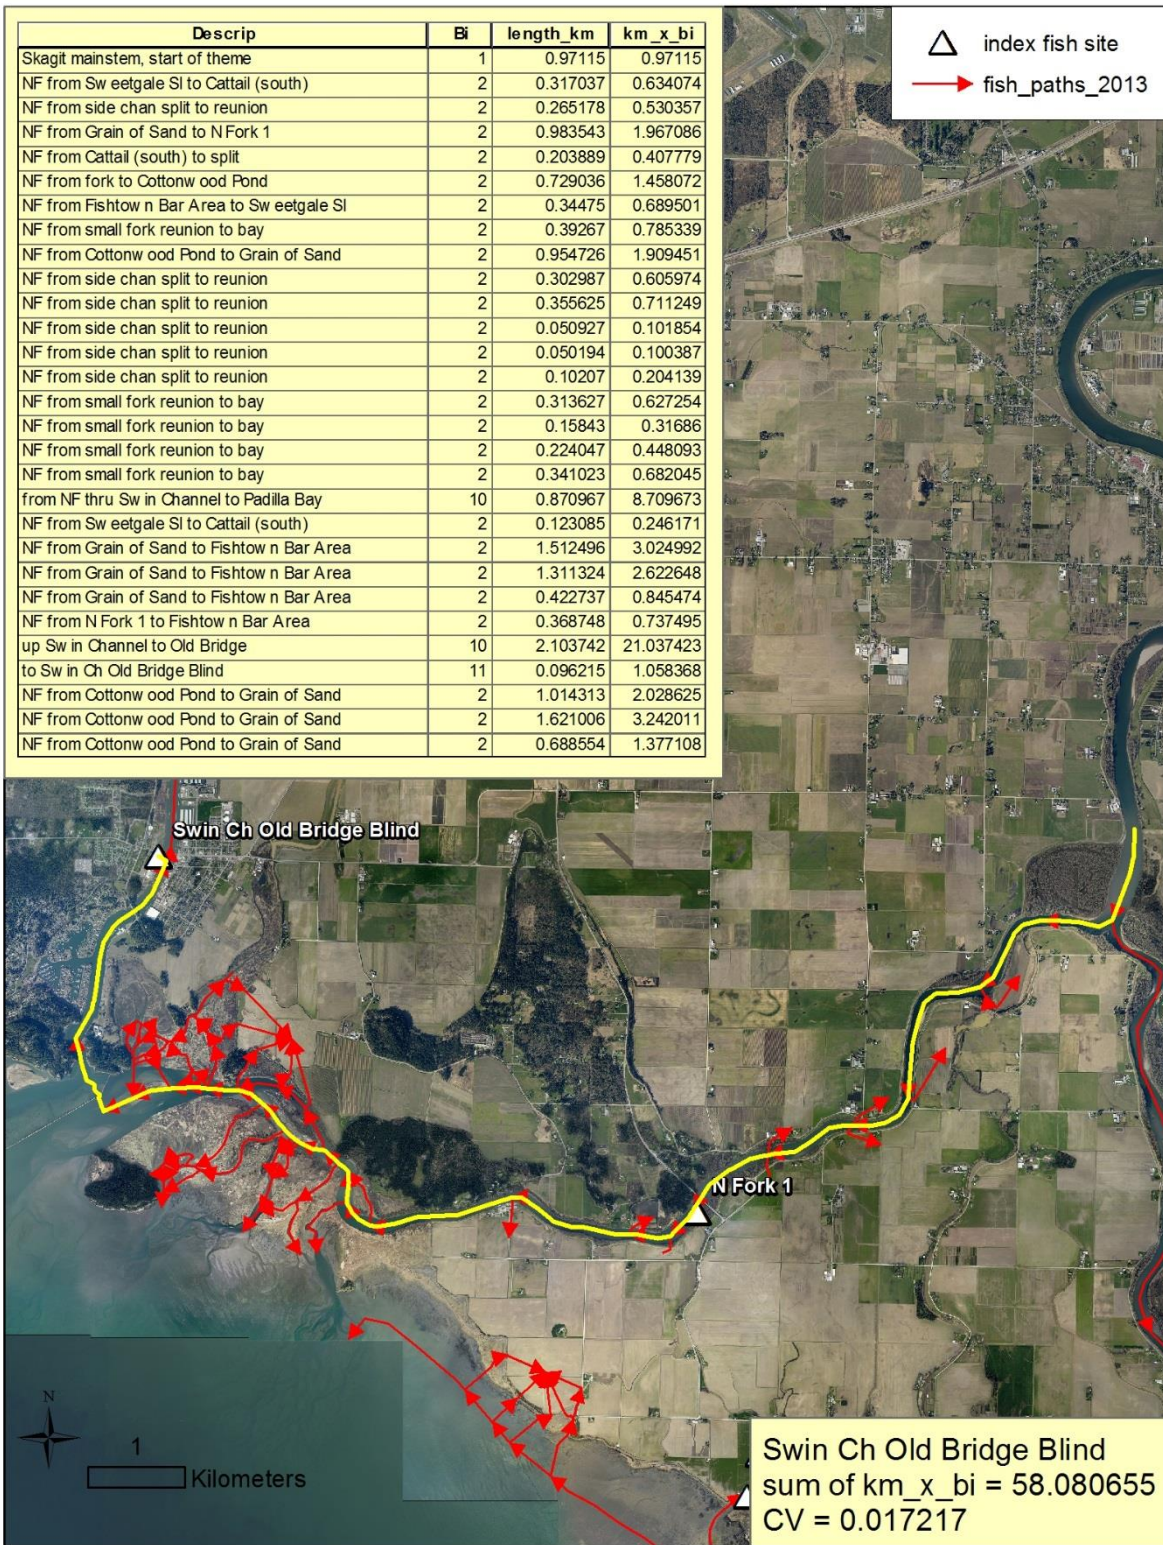 Descrip Bi length_km km_x_bi
Skagit mainstem, start of theme 1 0.97115 0.97115
NF from Sweetgale Sl to Cattail (south) 2 0.317037 0.634074
NF from side chan split to reunion 2 0.265178 0.530357
NF from Grain of Sand to N Fork 1 2 0.983543 1.967086
NF from Cattail (south) to split 2 0.203889 0.407779
NF from fork to Cottonwood Pond 2 0.729036 1.458072
NF from Fishtown Bar Area to Sweetgale Sl 2 0.34475 0.689501
NF from small fork reunion to bay 2 0.39267 0.785339
NF from Cottonwood Pond to Grain of Sand 2 0.954726 1.909451
NF from side chan split to reunion 2 0.302987 0.605974
NF from side chan split to reunion 2 0.355625 0.711249
NF from side chan split to reunion 2 0.050927 0.101854
NF from side chan split to reunion 2 0.050194 0.100387
NF from side chan split to reunion 2 0.10207 0.204139
NF from small fork reunion to bay 2 0.313627 0.627254
NF from small fork reunion to bay 2 0.15843 0.31686
NF from small fork reunion to bay 2 0.224047 0.448093
NF from small fork reunion to bay 2 0.341023 0.682045
from NF thru Swin Channel to Padilla Bay 10 0.870967 8.709673
NF from Sweetgale Sl to Cattail (south) 2 0.123085 0.246171
NF from Grain of Sand to Fishtown Bar Area 2 1.512496 3.024992
NF from Grain of Sand to Fishtown Bar Area 2 1.311324 2.622648
NF from Grain of Sand to Fishtown Bar Area 2 0.422737 0.845474
NF from N Fork 1 to Fishtown Bar Area 2 0.368748 0.737495
up Swin Channel to Old Bridge 10 2.103742 21.037423
to Swin Ch Old Bridge Blind 11 0.096215 1.058368
NF from Cottonwood Pond to Grain of Sand 2 1.014313 2.028625
NF from Cottonwood Pond to Grain of Sand 2 1.621006 3.242011
NF from Cottonwood Pond to Grain of Sand 2 0.688554 1.377108
index fish site
fish_paths_2013
Swin Ch Old Bridge Blind
N Fork 1
N
1
Kilometers
Swin Ch Old Bridge Blind
sum of km_x_bi = 58.080655
CV = 0.017217